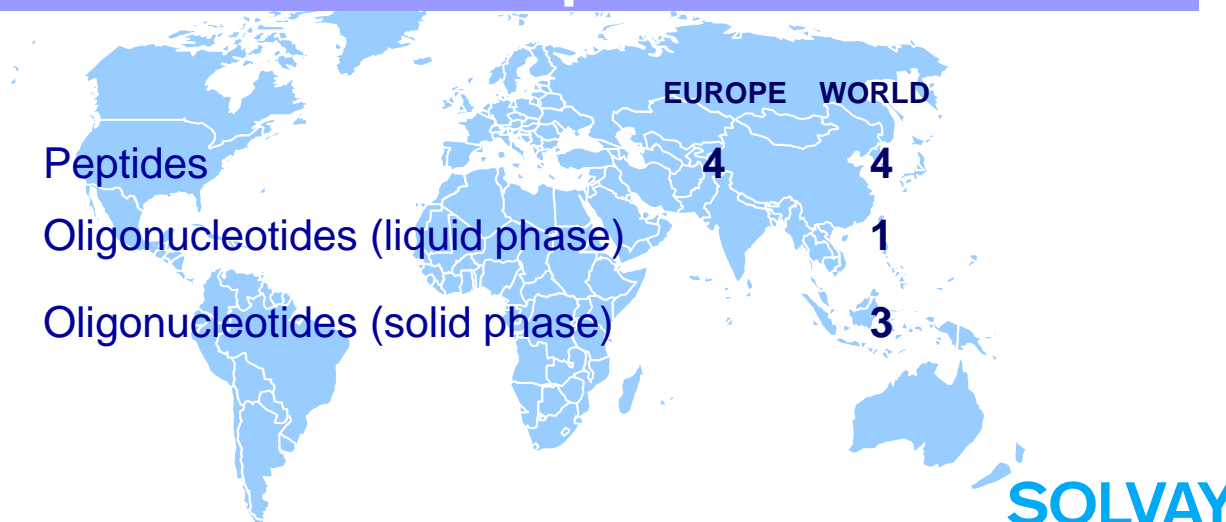 EUROPE WORLD
Peptides 4 4
Oligonucleotides (liquid phase) 1
Oligonucleotides (solid phase) 3
SOLVAY